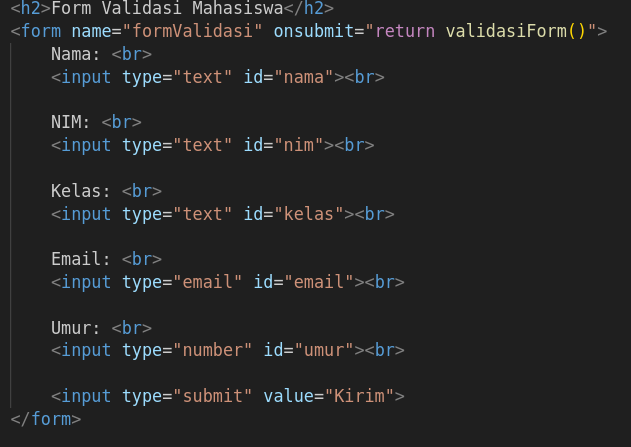 <h2>Form Validasi Mahasiswa</h2>
<form name="formValidasi" onsubmit="return validasiForm()">
Nama: <br>
<input type="text" id="nama"><br>
NIM: <br>
<input type="text" id="nim"><br>
Kelas: <br>
<input type="text" id="kelas"><br>
Email: <br>
<input type="email" id="email"><br>
Umur: <br>
<input type="number" id="umur"><br>
<input type="submit" value="Kirim">
</form>